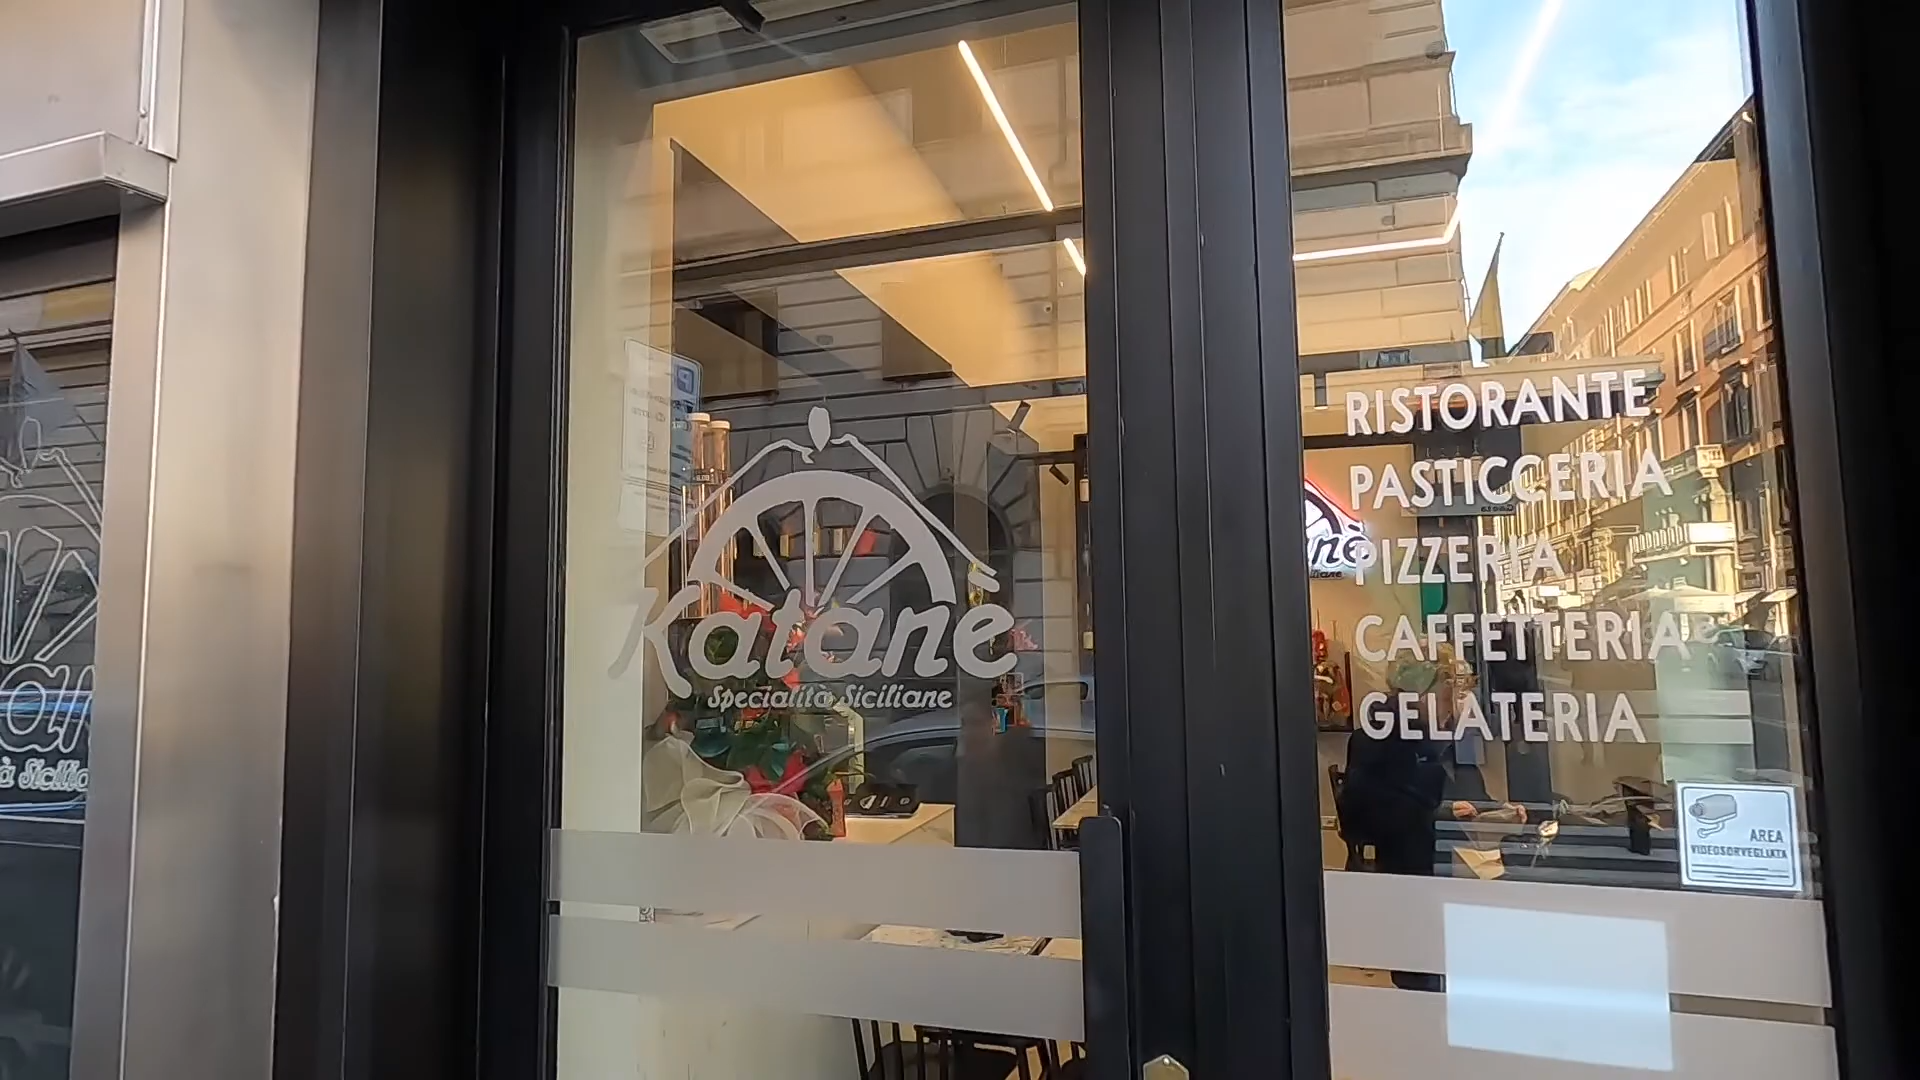 Katanè
Specialità Siciliane
RISTORANTE
PASTICCERIA
PIZZERIA
CAFFETTERIA
GELATERIA
AREA
VIDEOSORVEGLIATA